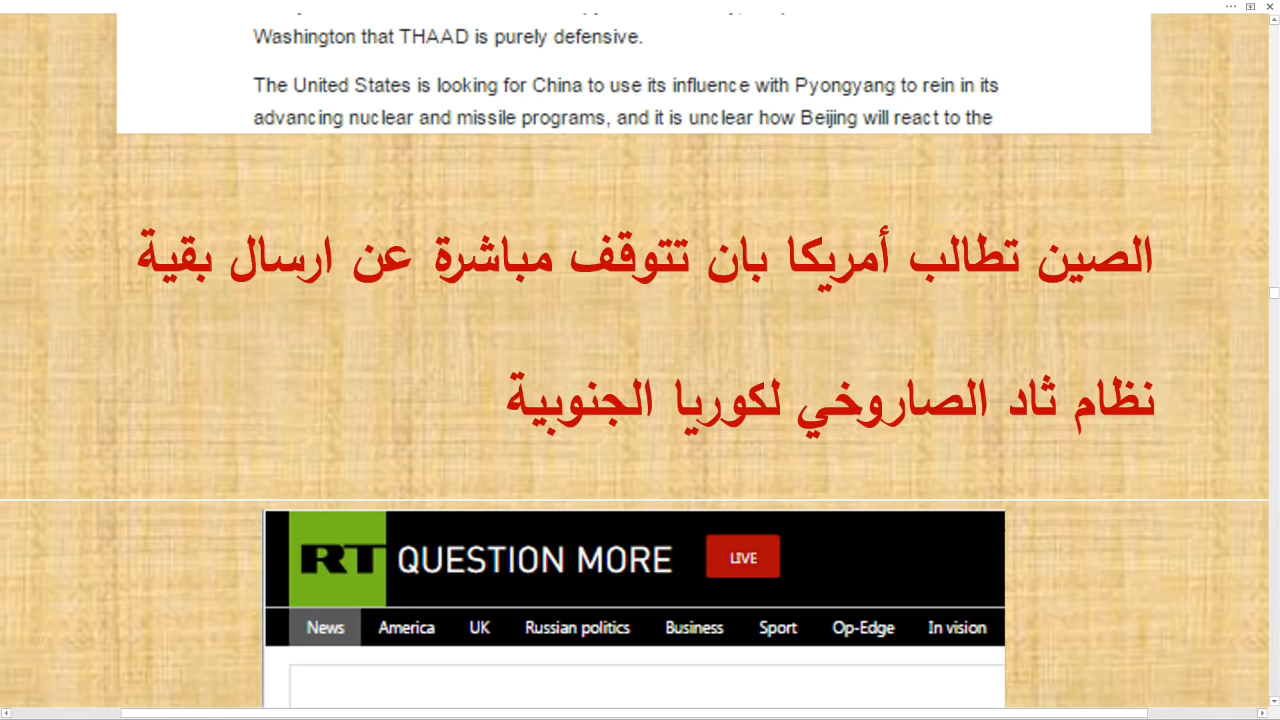 Washington that THAAD is purely defensive.
The United States is looking for China to use its influence with Pyongyang to rein in its
advancing nuclear and missile programs, and it is unclear how Beijing will react to the
الصين تطالب أمريكا بان تتوقف مباشرة عن ارسال بقية
نظام ثاد الصاروخي لكوريا الجنوبية
RT QUESTION MORE LIVE
News America UK Russian politics Business Sport Op-Edge In vision